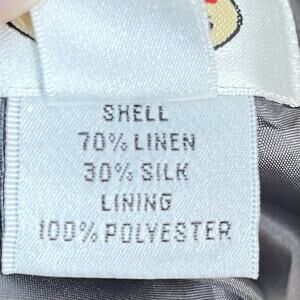 SHELL
70% LINEN
30% SILK
LINING
100% POLYESTER